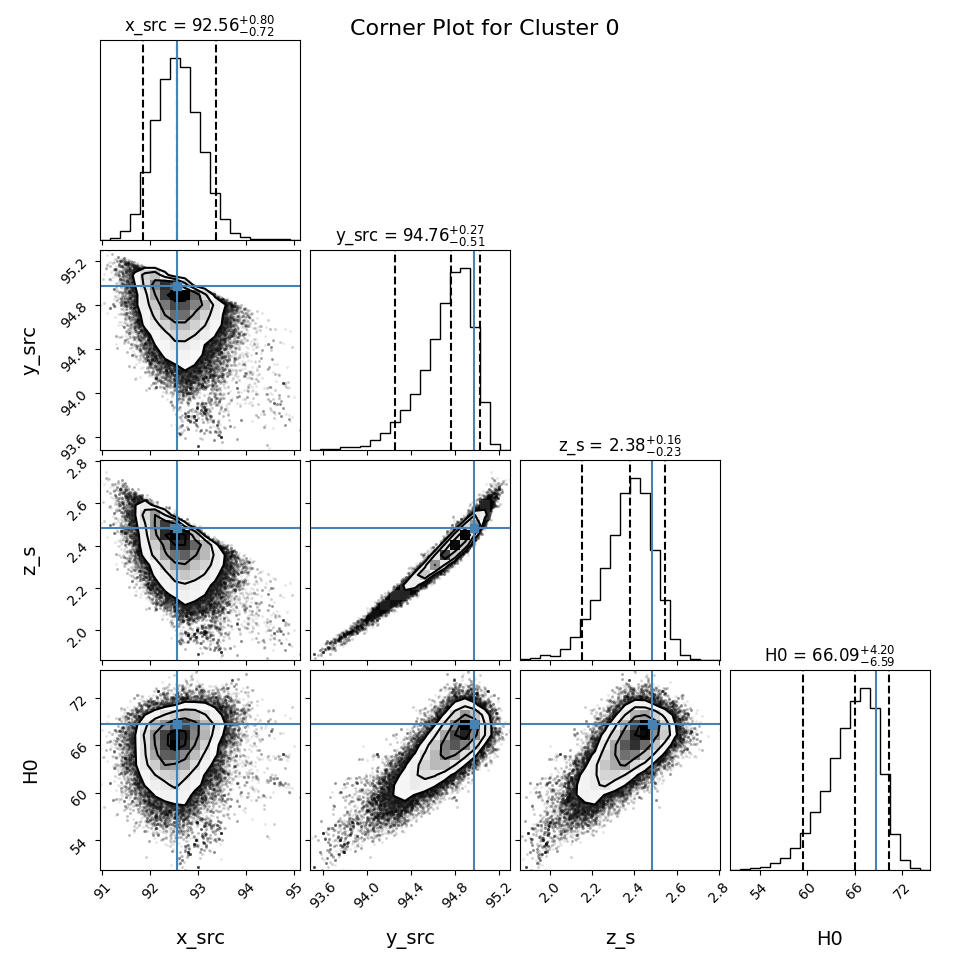 Corner Plot for Cluster 0
x_src = 92.56+0.80−0.72
95.2
94.8
94.4
94.0
93.6
y_src
y_src = 94.76+0.27−0.51
2.8
2.6
2.4
2.2
2.0
z_s
z_s = 2.38+0.16−0.23
72
66
60
54
H0
H0 = 66.09+4.20−6.59
91 92 93 94 95
93.6 94.0 94.4 94.8 95.2
2.0 2.2 2.4 2.6 2.8
54 60 66 72
x_src y_src z_s H0